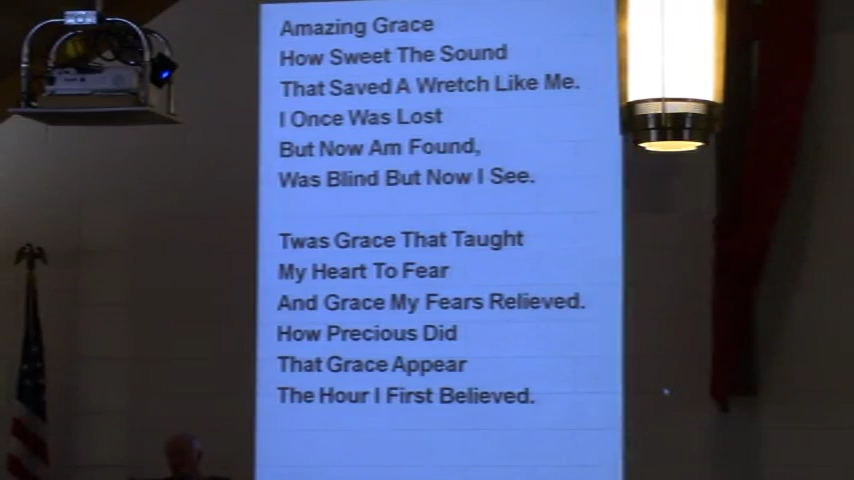 Amazing Grace
How Sweet The Sound
That Saved A Wretch Like Me.
I Once Was Lost
But Now Am Found,
Was Blind But Now I See.
Twas Grace That Taught
My Heart To Fear
And Grace My Fears Relieved.
How Precious Did
That Grace Appear
The Hour I First Believed.